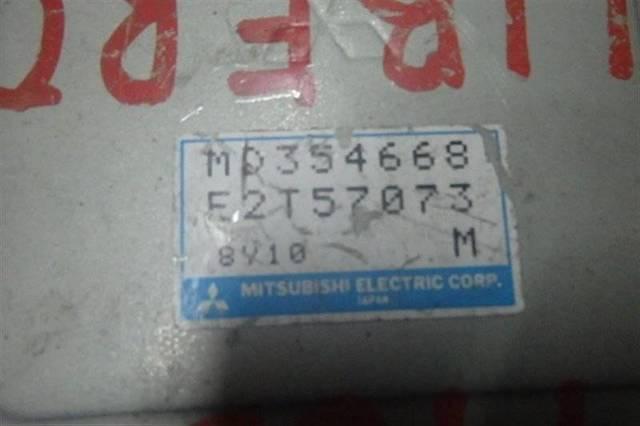 MD354668
E2T57073
8Y10 M
MITSUBISHI ELECTRIC CORP.
JAPAN